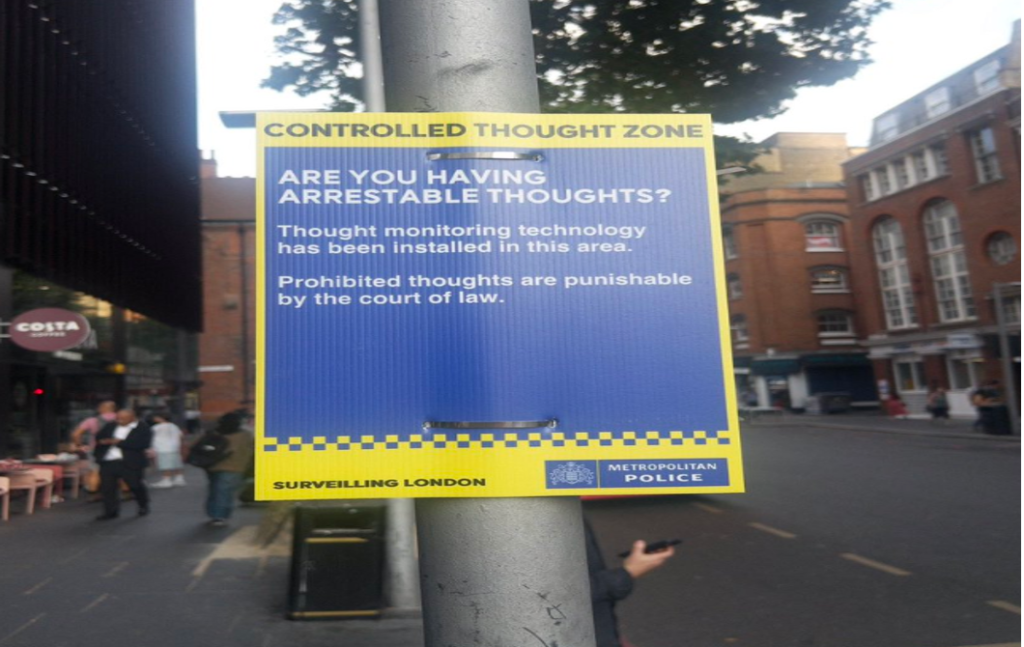 CONTROLLED THOUGHT ZONE
ARE YOU HAVING
ARRESTABLE THOUGHTS?
Thought monitoring technology
has been installed in this area.
Prohibited thoughts are punishable
by the court of law.
SURVEILLING LONDON
METROPOLITAN
POLICE
COSTA
COFFEE